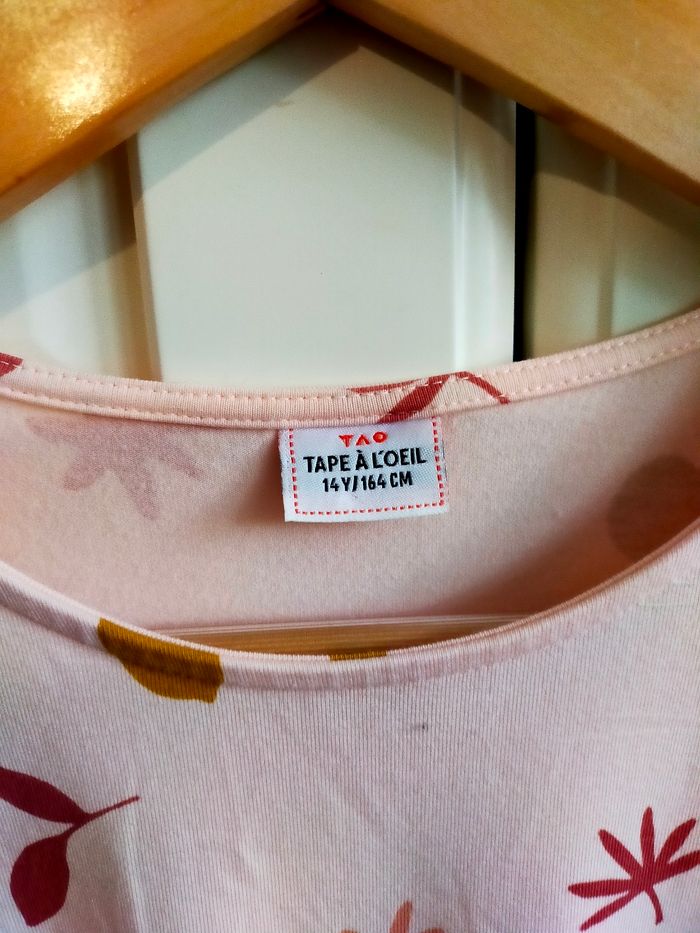 TAO
TAPE À L'OEIL
14Y/164 CM